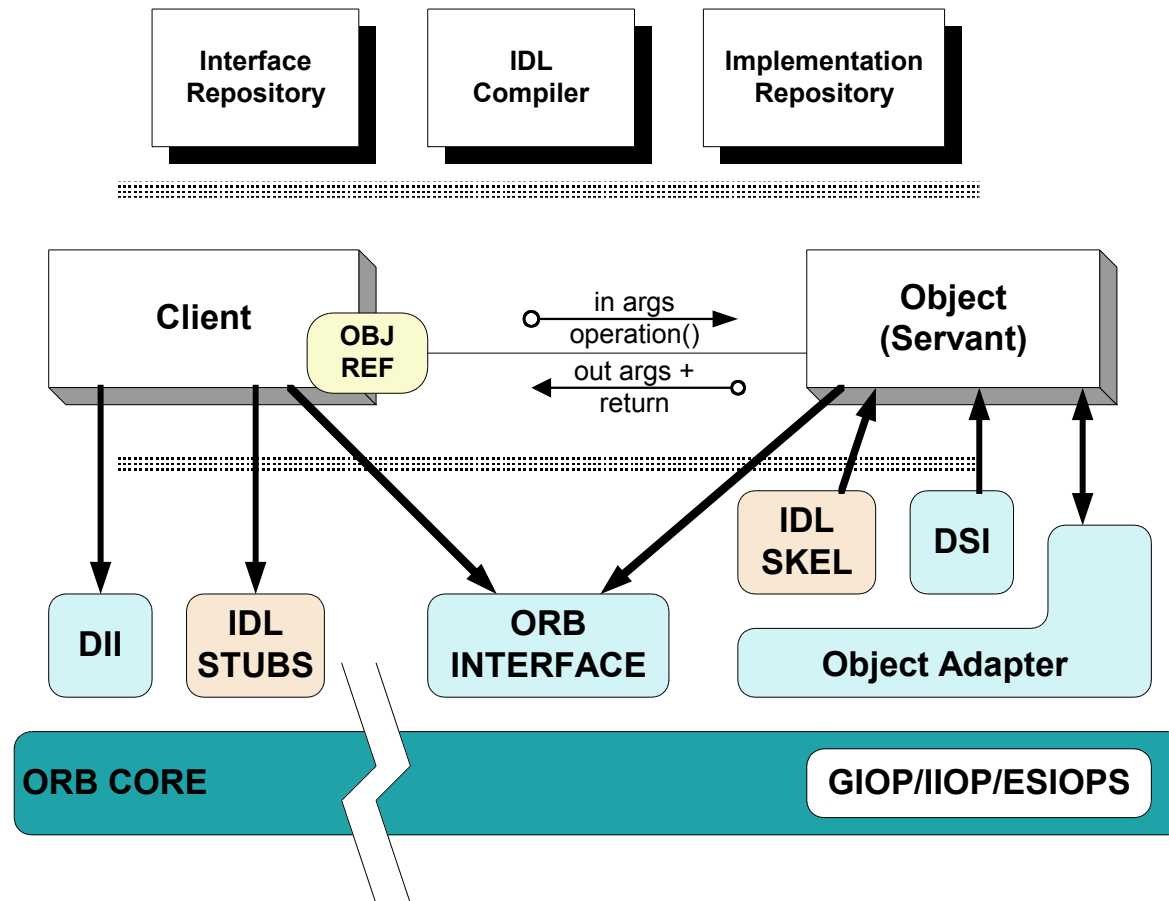 Interface
Repository
IDL
Compiler
Implementation
Repository
Client
OBJ
REF
in args
operation()
out args +
return
Object
(Servant)
DII
IDL
STUBS
ORB
INTERFACE
IDL
SKEL
DSI
Object Adapter
ORB CORE
GIOP/IIOP/ESIOPS